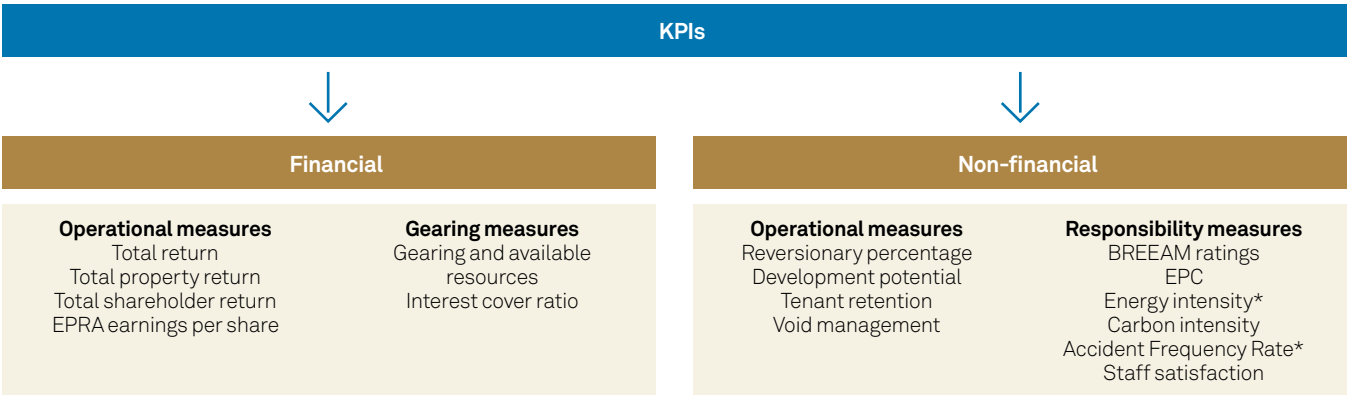 KPIs
Financial
Operational measures
Total return
Total property return
Total shareholder return
EPRA earnings per share
Gearing measures
Gearing and available
resources
Interest cover ratio
Non-financial
Operational measures
Reversionary percentage
Development potential
Tenant retention
Void management
Responsibility measures
BREEAM ratings
EPC
Energy intensity*
Carbon intensity
Accident Frequency Rate*
Staff satisfaction